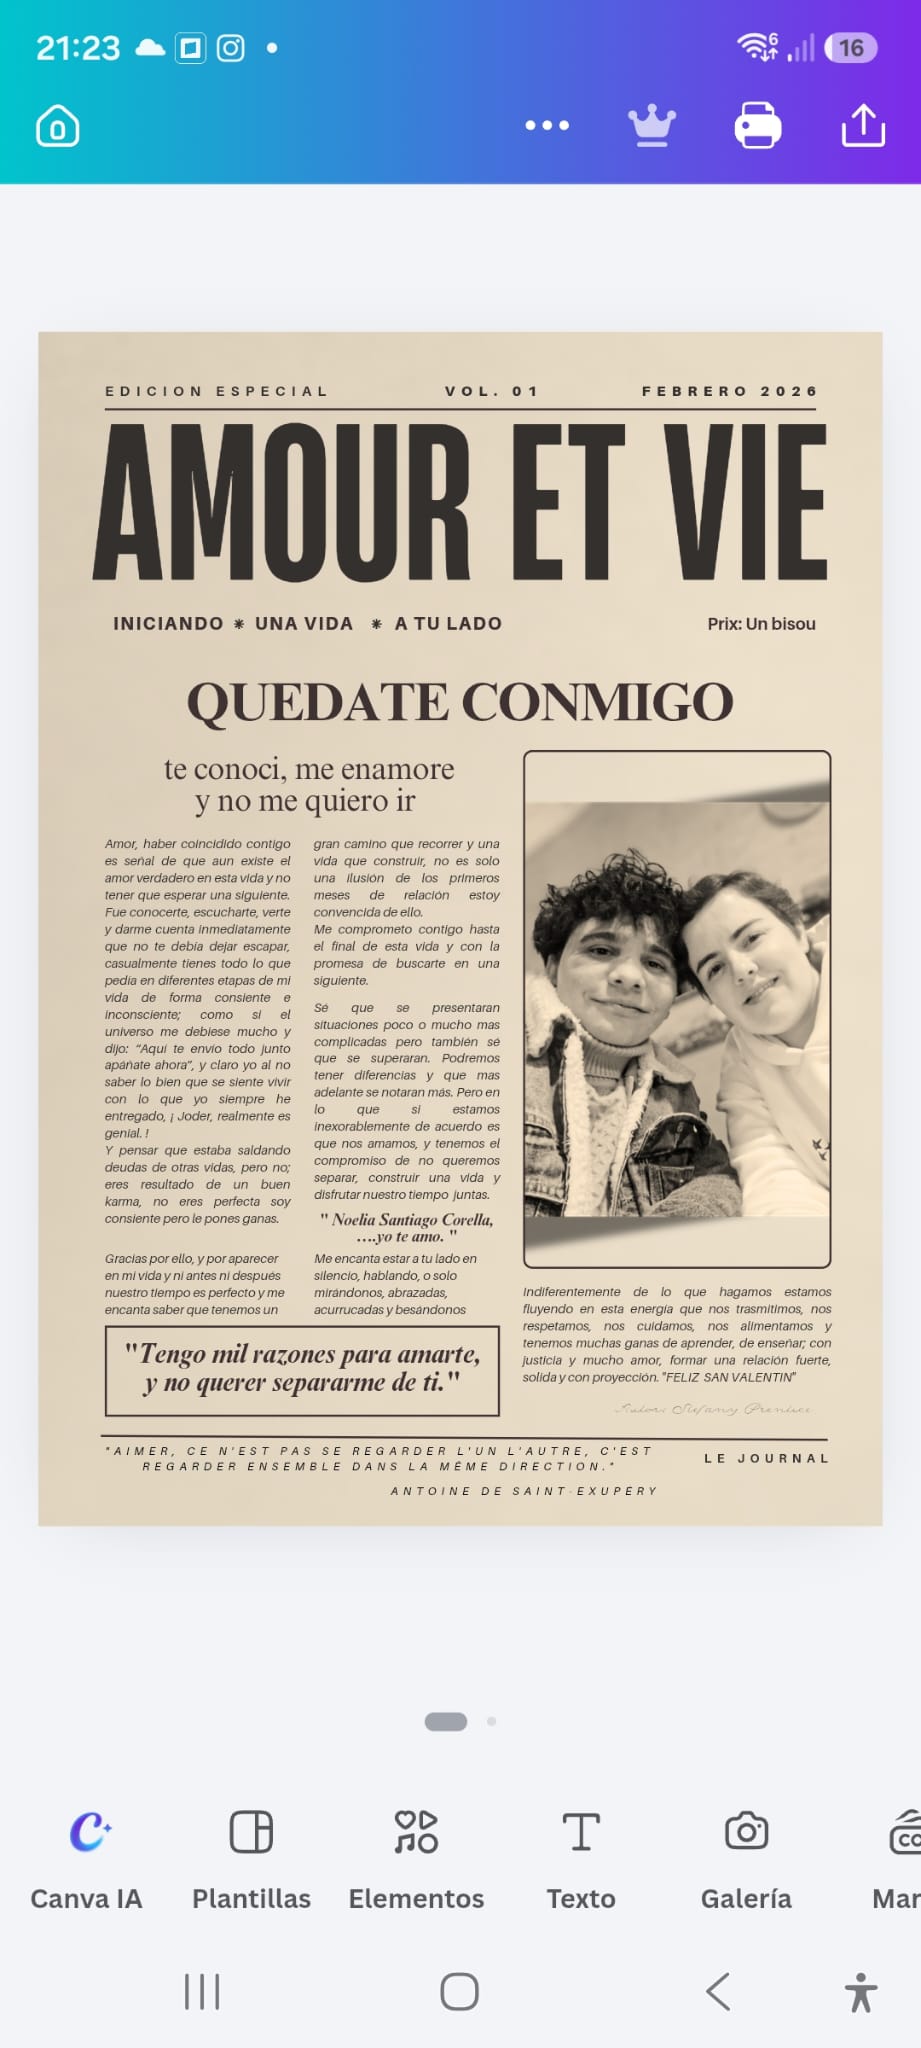 21:23
6
16
EDICION ESPECIAL
VOL. 01
FEBRERO 2026
AMOUR ET VIE
INICIANDO * UNA VIDA * A TU LADO
Prix: Un bisou
QUEDATE CONMIGO
te conoci, me enamore
y no me quiero ir
Amor, haber coincidido contigo
es señal de que aun existe el
amor verdadero en esta vida y no
tener que esperar una siguiente.
Fue conocerte, escucharte, verte
y darme cuenta inmediatamente
que no te debía dejar escapar,
casualmente tienes todo lo que
pedía en diferentes etapas de mi
vida de forma consiente e
inconsciente; como si el
universo me debiese mucho y
dijo: "Aquí te envío todo junto
apáñate ahora", y claro yo al no
saber lo bien que se siente vivir
con lo que yo siempre he
entregado, ¡ Joder, realmente es
genial. !
Y pensar que estaba saldando
deudas de otras vidas, pero no;
eres resultado de un buen
karma, no eres perfecta soy
consiente pero le pones ganas.
Gracias por ello, y por aparecer
en mi vida y ni antes ni después
nuestro tiempo es perfecto y me
encanta saber que tenemos un
gran camino que recorrer y una
vida que construir, no es solo
una ilusión de los primeros
meses de relación estoy
convencida de ello.
Me comprometo contigo hasta
el final de esta vida y con la
promesa de buscarte en una
siguiente.
Sé que se presentaran
situaciones poco o mucho mas
complicadas pero también sé
que se superaran. Podremos
tener diferencias y que mas
adelante se notaran más. Pero en
lo que si estamos
inexorablemente de acuerdo es
que nos amamos, y tenemos el
compromiso de no queremos
separar, construir una vida y
disfrutar nuestro tiempo juntas.
" Noelia Santiago Corella,
....yo te amo. "
Me encanta estar a tu lado en
silencio, hablando, o solo
mirándonos, abrazadas,
acurrucadas y besándonos
Indiferentemente de lo que hagamos estamos
fluyendo en esta energía que nos trasmitimos, nos
respetamos, nos cuidamos, nos alimentamos y
tenemos muchas ganas de aprender, de enseñar; con
justicia y mucho amor, formar una relación fuerte,
solida y con proyección. "FELIZ SAN VALENTIN"
"Tengo mil razones para amarte,
y no querer separarme de ti."
"AIMER, CE N'EST PAS SE REGARDER L'UN L'AUTRE, C'EST
REGARDER ENSEMBLE DANS LA MÊME DIRECTION."
LE JOURNAL
ANTOINE DE SAINT-EXUPÉRY
Canva IA
Plantillas
Elementos
Texto
Galería